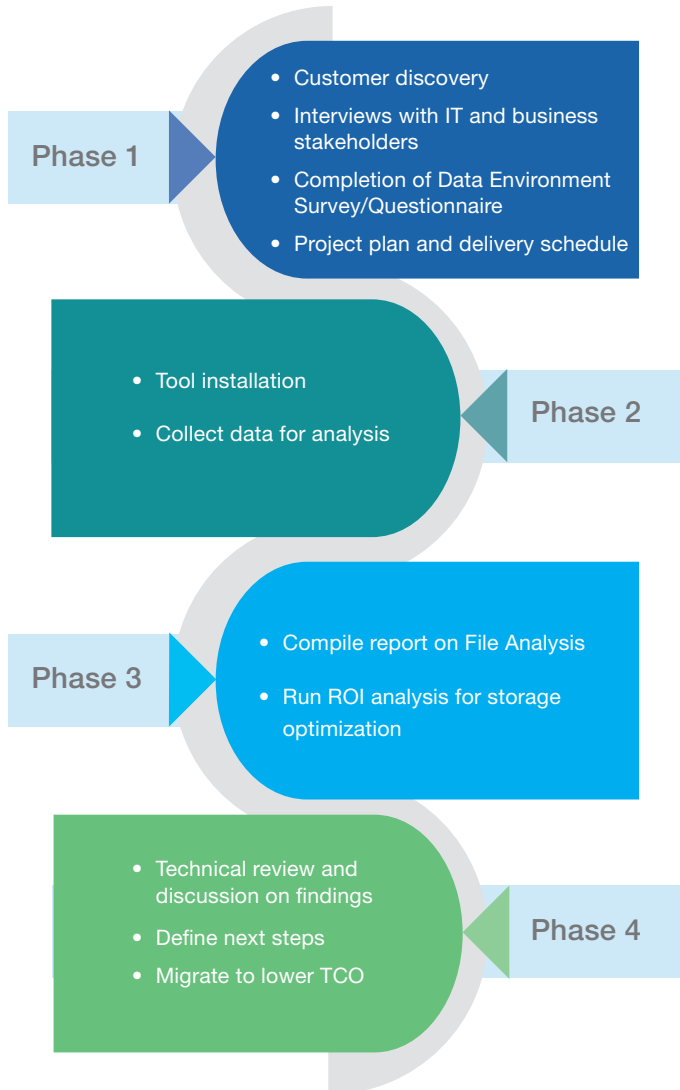 Phase 1
• Customer discovery
• Interviews with IT and business
stakeholders
• Completion of Data Environment
Survey/Questionnaire
• Project plan and delivery schedule
Phase 2
• Tool installation
• Collect data for analysis
Phase 3
• Compile report on File Analysis
• Run ROI analysis for storage
optimization
Phase 4
• Technical review and
discussion on findings
• Define next steps
• Migrate to lower TCO